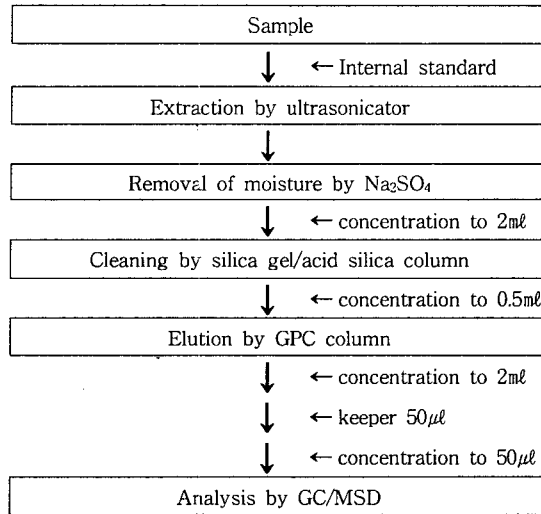 Sample
← Internal standard
Extraction by ultrasonicator
Removal of moisture by Na₂SO₄
← concentration to 2㎖
Cleaning by silica gel/acid silica column
← concentration to 0.5㎖
Elution by GPC column
← concentration to 2㎖
← keeper 50㎕
← concentration to 50㎕
Analysis by GC/MSD